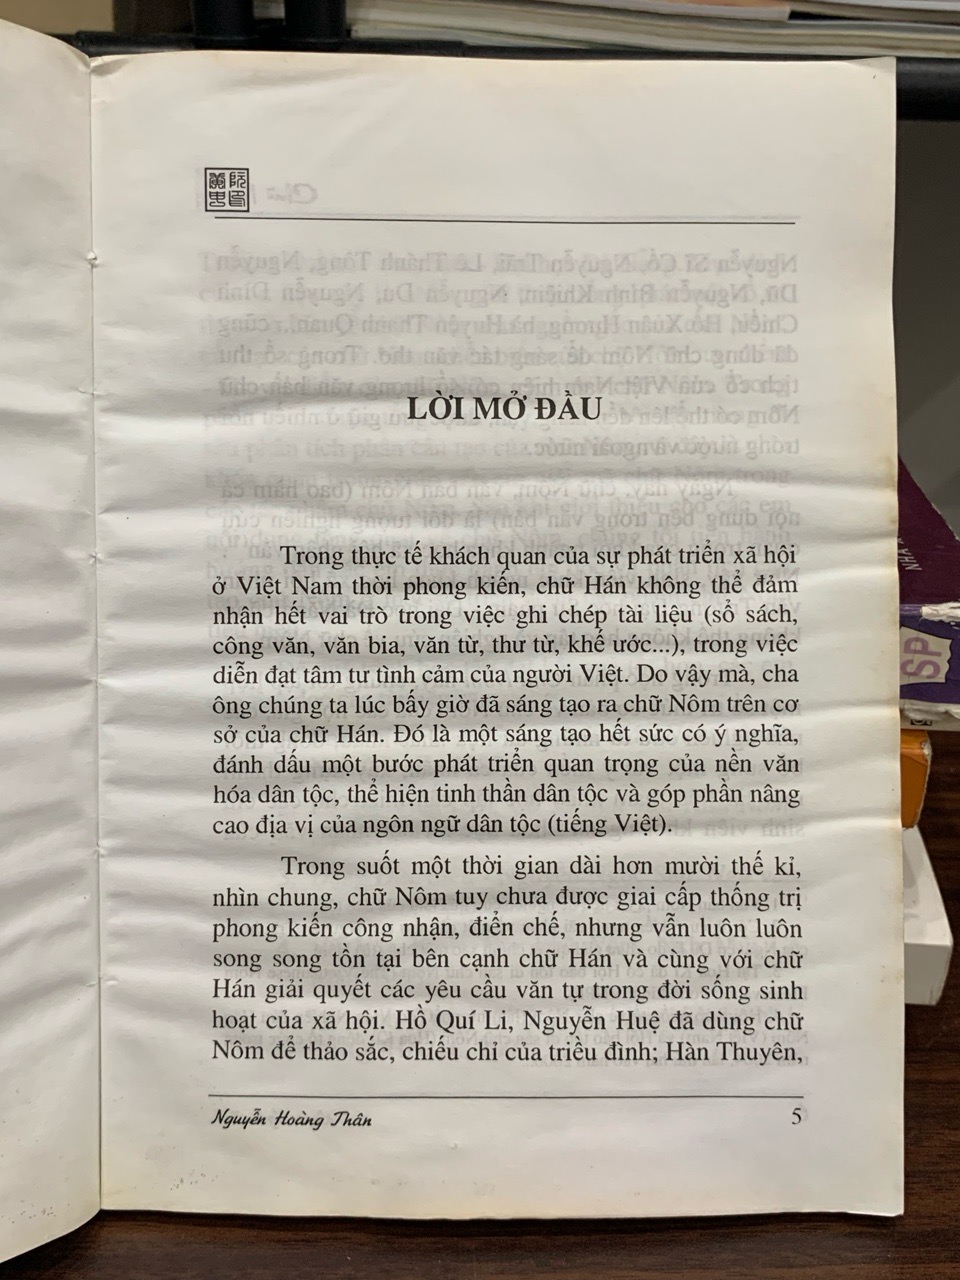 LỜI MỞ ĐẦU
Trong thực tế khách quan của sự phát triển xã hội
ở Việt Nam thời phong kiến, chữ Hán không thể đảm
nhận hết vai trò trong việc ghi chép tài liệu (sổ sách,
công văn, văn bia, văn từ, thư từ, khế ước...), trong việc
diễn đạt tâm tư tình cảm của người Việt. Do vậy mà, cha
ông chúng ta lúc bấy giờ đã sáng tạo ra chữ Nôm trên cơ
sở của chữ Hán. Đó là một sáng tạo hết sức có ý nghĩa,
đánh dấu một bước phát triển quan trọng của nền văn
hóa dân tộc, thể hiện tinh thần dân tộc và góp phần nâng
cao địa vị của ngôn ngữ dân tộc (tiếng Việt).
Trong suốt một thời gian dài hơn mười thế kỉ,
nhìn chung, chữ Nôm tuy chưa được giai cấp thống trị
phong kiến công nhận, điển chế, nhưng vẫn luôn luôn
song song tồn tại bên cạnh chữ Hán và cùng với chữ
Hán giải quyết các yêu cầu văn tự trong đời sống sinh
hoạt của xã hội. Hồ Quí Li, Nguyễn Huệ đã dùng chữ
Nôm để thảo sắc, chiếu chỉ của triều đình; Hàn Thuyên,
Nguyễn Hoàng Thân
5
SP